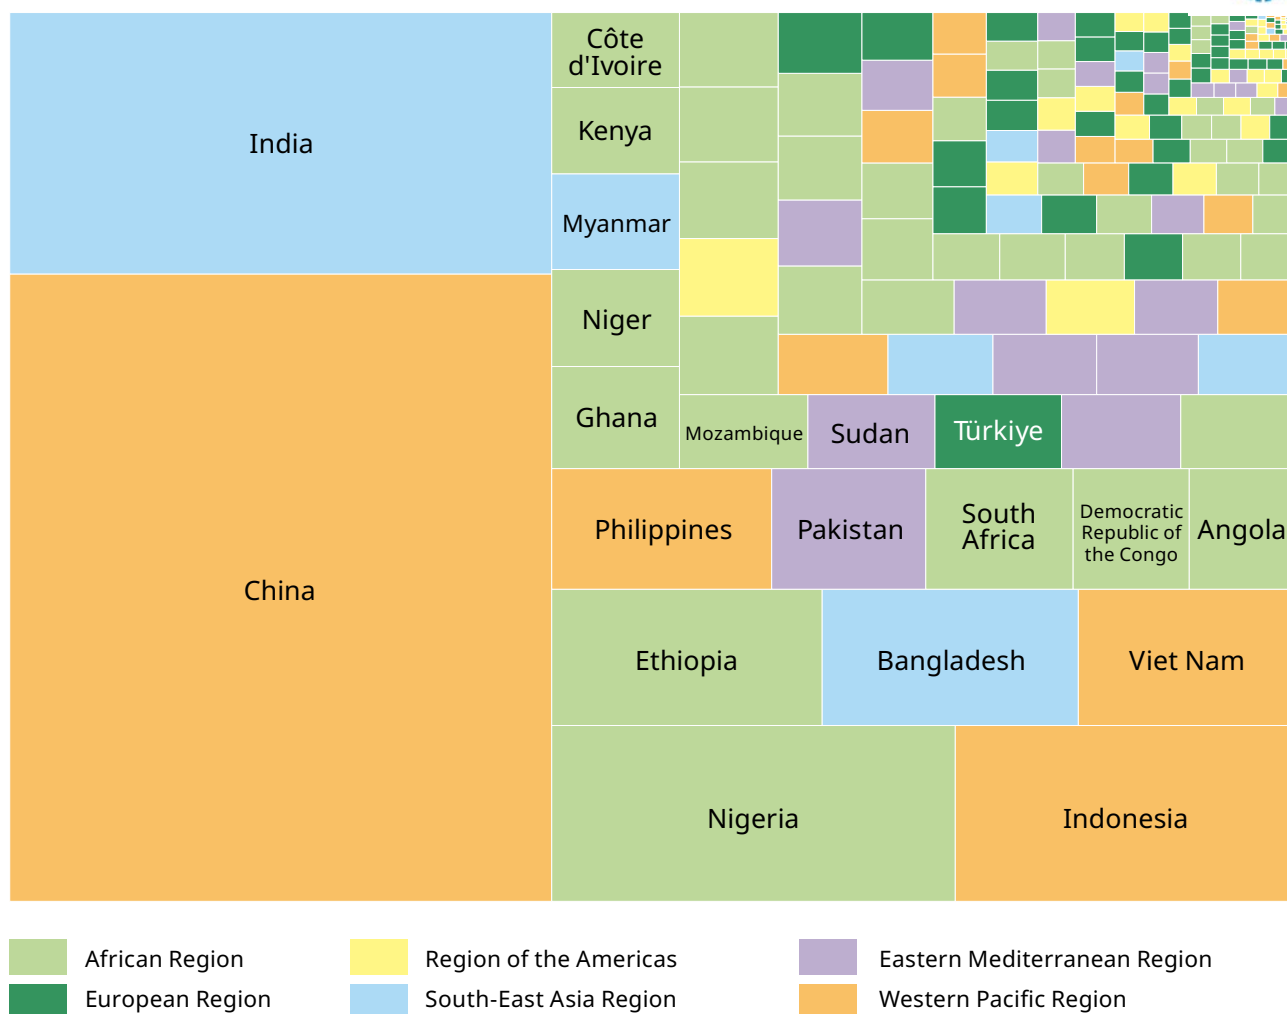 India
Côte
d'Ivoire
Kenya
Myanmar
Niger
Ghana
Mozambique
Sudan
Türkiye
China
Philippines
Pakistan
South
Africa
Democratic
Republic of
the Congo
Angola
Ethiopia
Bangladesh
Viet Nam
Nigeria
Indonesia
African Region
Region of the Americas
Eastern Mediterranean Region
European Region
South-East Asia Region
Western Pacific Region